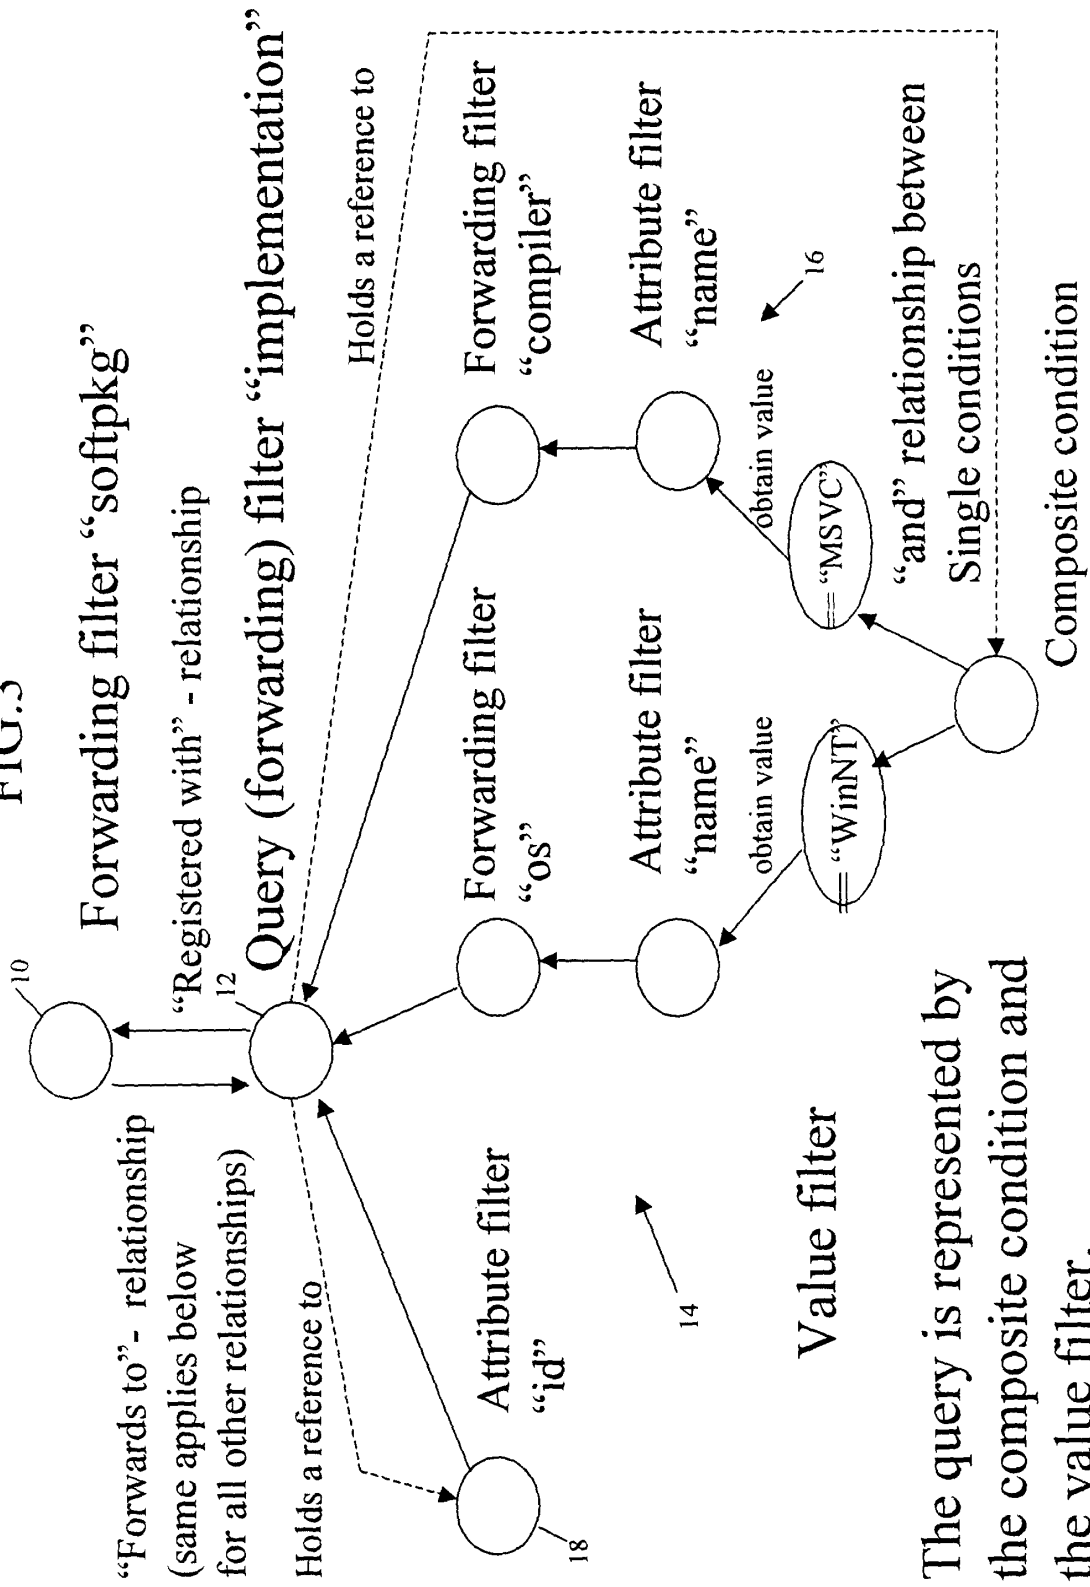 FIG.3
Forwarding filter “softpkg”
10
“Forwards to”- relationship
(same applies below
for all other relationships)
“Registered with” - relationship
12
Query (forwarding) filter “implementation”
Holds a reference to
Holds a reference to
Attribute filter
“id”
18
Forwarding filter
“os”
Forwarding filter
“compiler”
Attribute filter
“name”
Attribute filter
“name”
14
16
obtain value
obtain value
Value filter
== “WinNT”
== “MSVC”
“and” relationship between
Single conditions
Composite condition
The query is represented by
the composite condition and
the value filter.